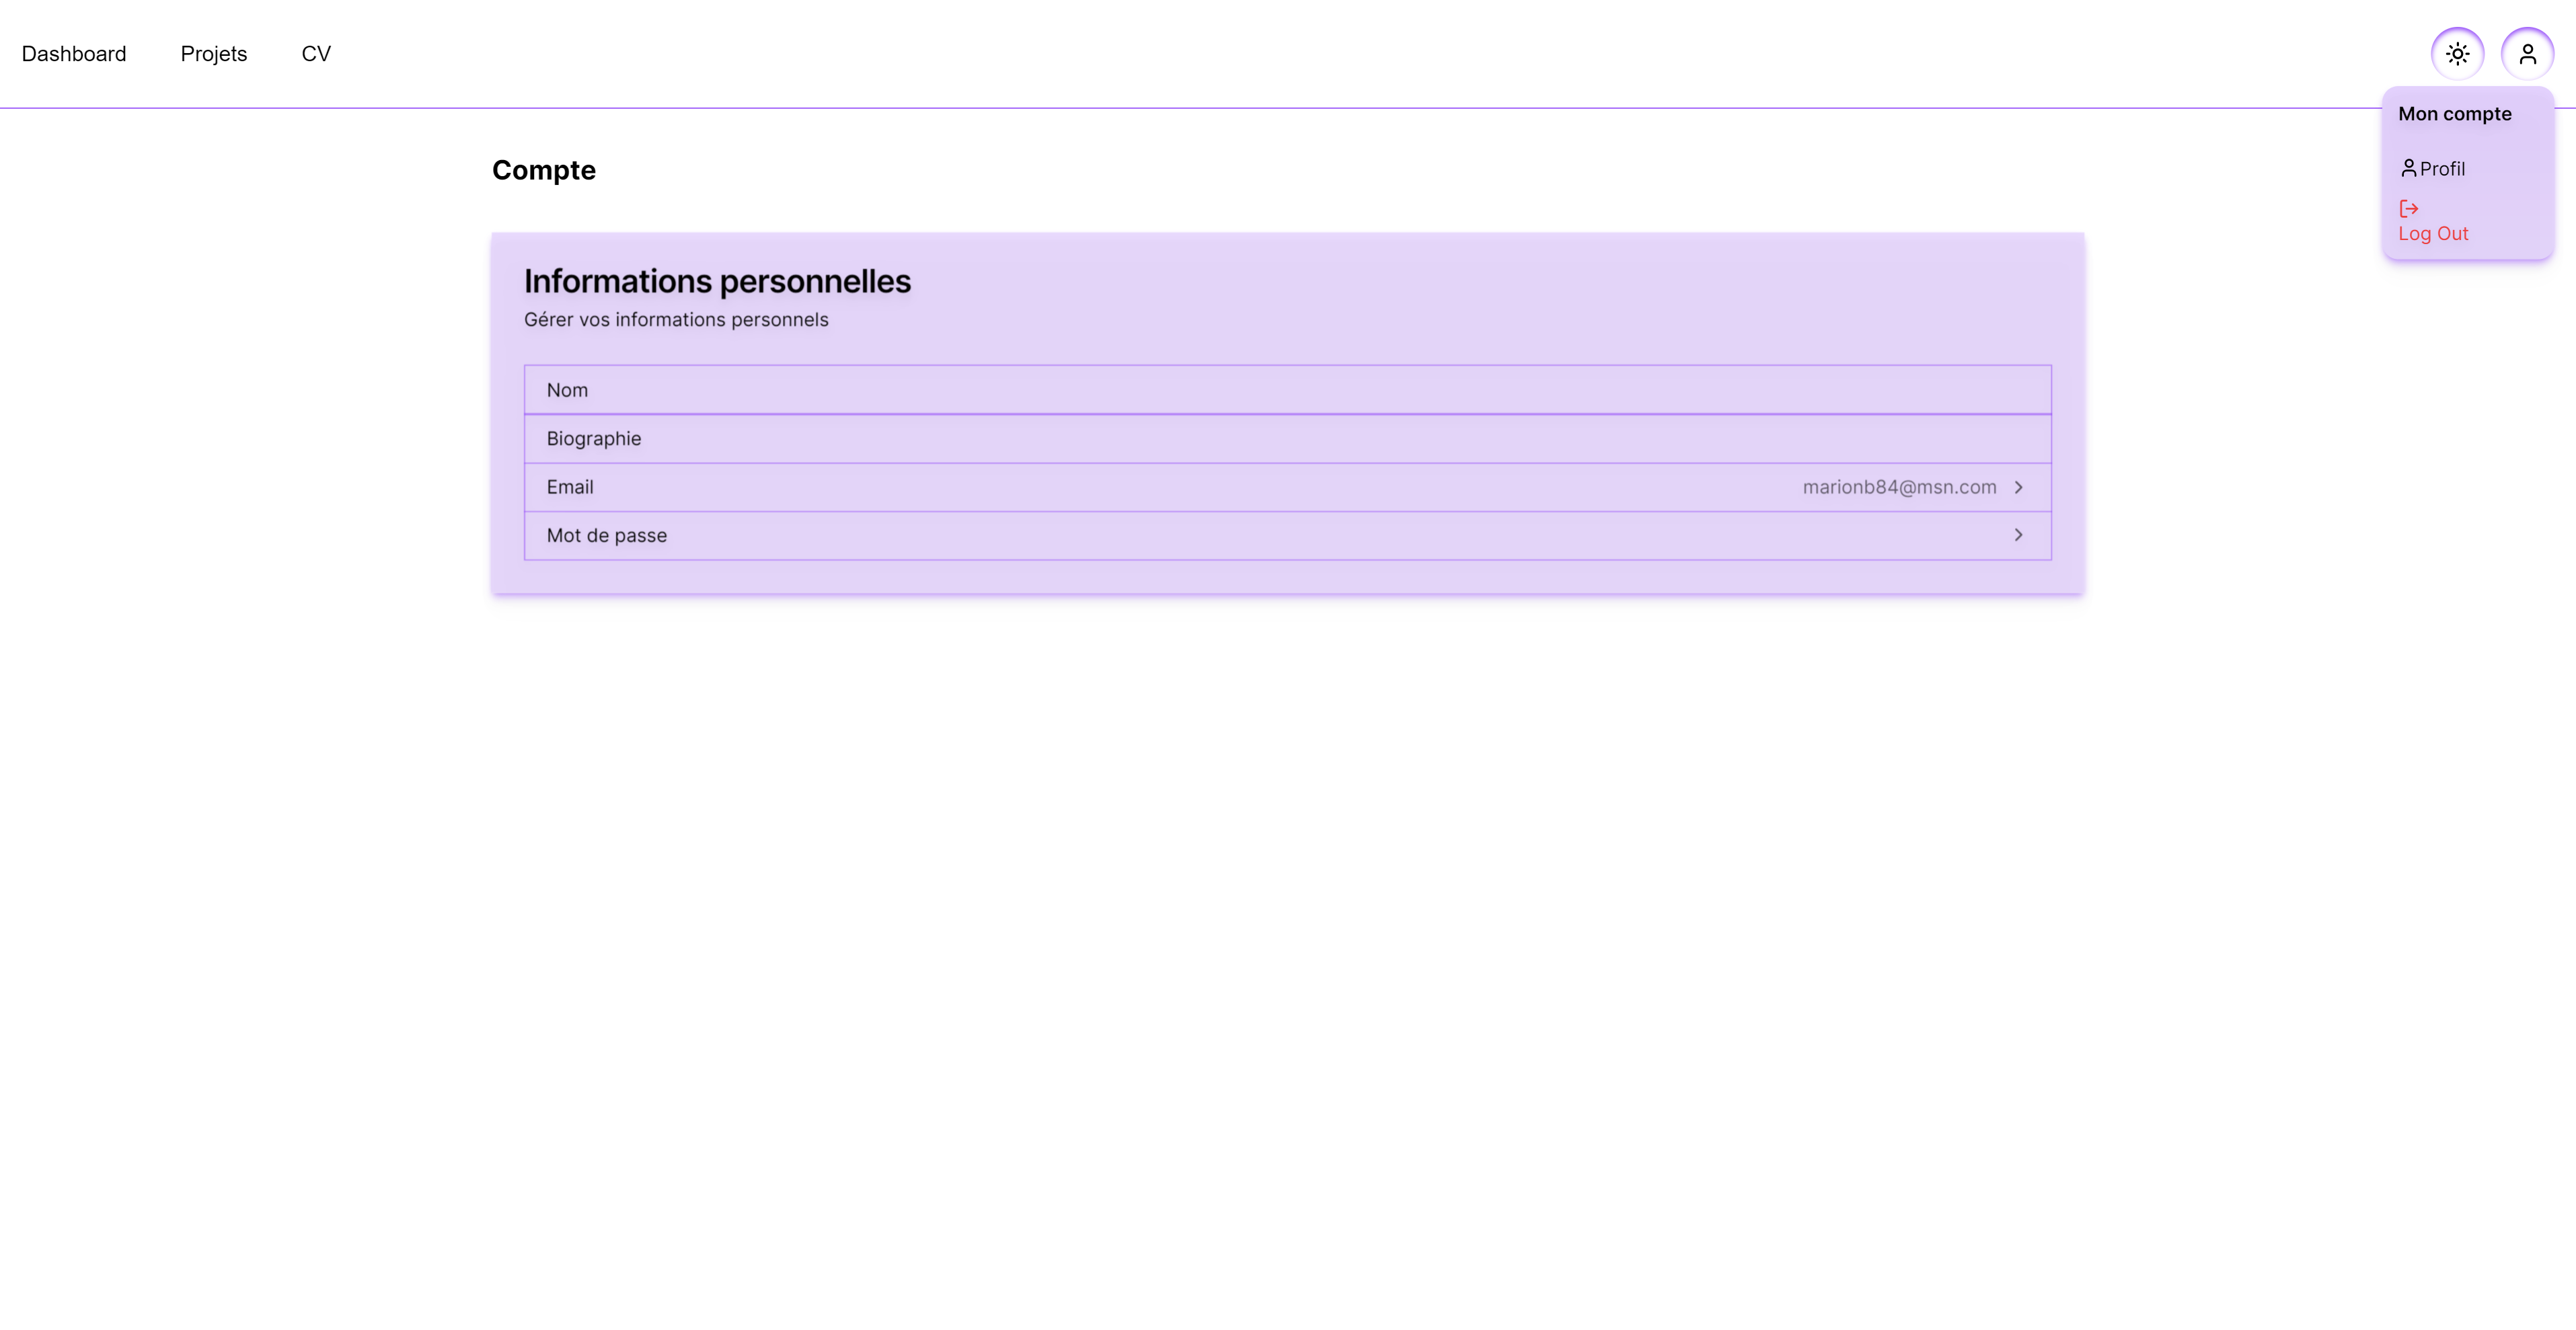 Dashboard Projets CV
Mon compte
Profil
Log Out
Compte
Informations personnelles
Gérer vos informations personnels
Nom
Biographie
Email marionb84@msn.com
Mot de passe